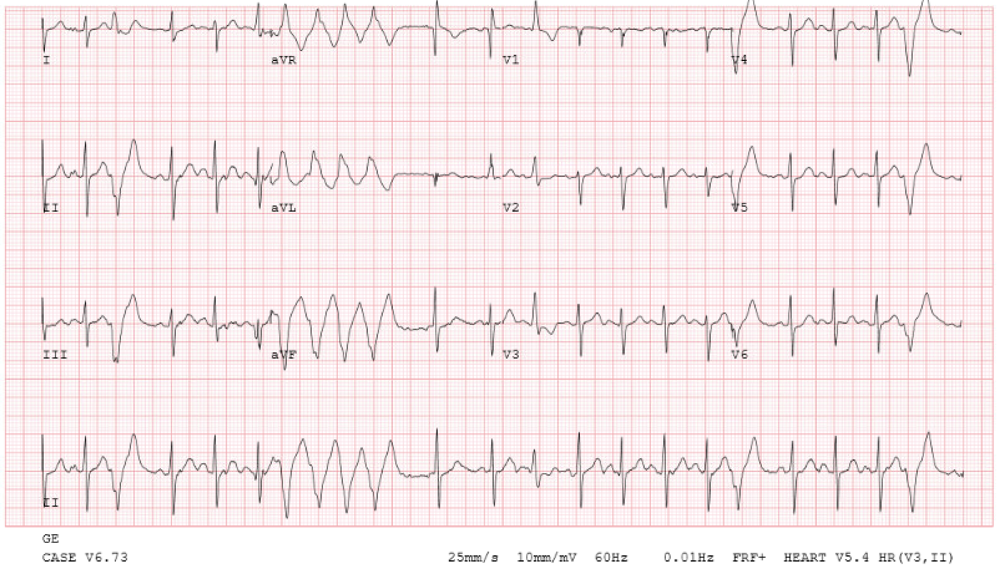 I aVR V1 V4
II aVL V2 V5
III aVF V3 V6
II
GE
CASE V6.73 25mm/s 10mm/mV 60Hz 0.01Hz FRF+ HEART V5.4 HR(V3,II)